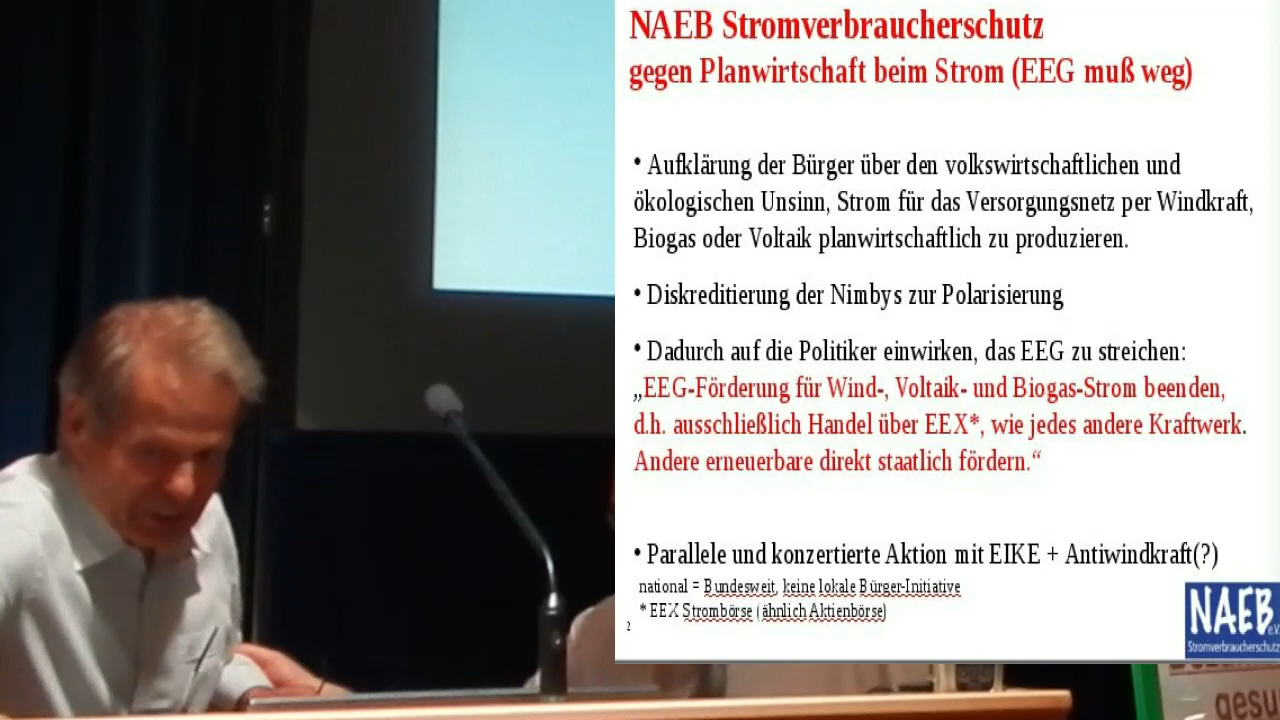 NAEB Stromverbraucherschutz
gegen Planwirtschaft beim Strom (EEG muß weg)
• Aufklärung der Bürger über den volkswirtschaftlichen und
ökologischen Unsinn, Strom für das Versorgungsnetz per Windkraft,
Biogas oder Voltaik planwirtschaftlich zu produzieren.
• Diskreditierung der Nimbys zur Polarisierung
• Dadurch auf die Politiker einwirken, das EEG zu streichen:
„EEG-Förderung für Wind-, Voltaik- und Biogas-Strom beenden,
d.h. ausschließlich Handel über EEX*, wie jedes andere Kraftwerk.
Andere erneuerbare direkt staatlich fördern.“
• Parallele und konzertierte Aktion mit EIKE + Antiwindkraft(?)
national = Bundesweit, keine lokale Bürger-Initiative
* EEX Strombörse (ähnlich Aktienbörse)
2
NAEB e.V.
Stromverbraucherschutz
gesu